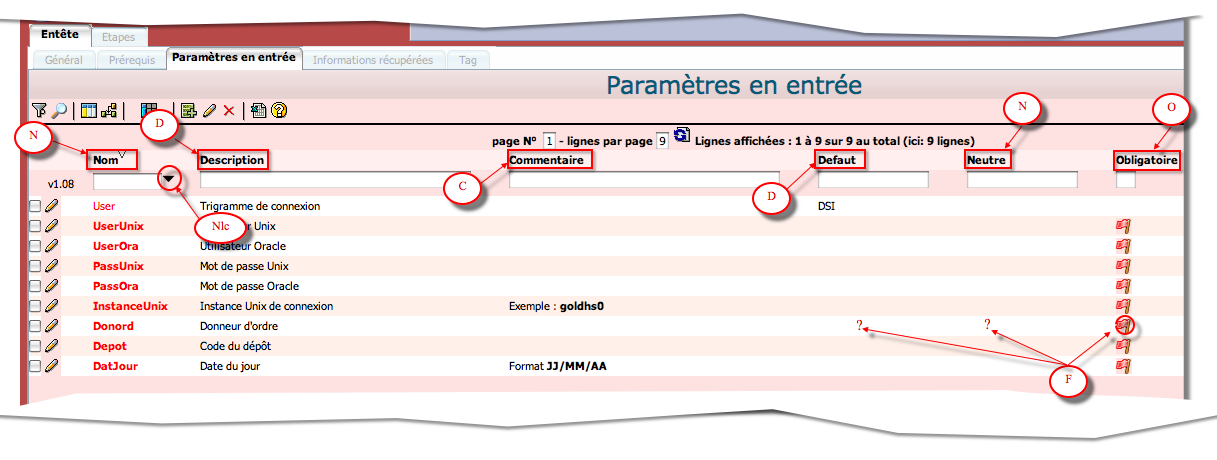 Entête Etapes
Général Prérequis Paramètres en entrée Informations récupérées Tag
Paramètres en entrée
D N O
N
page N° 1 - lignes par page 9 Lignes affichées : 1 à 9 sur 9 au total (ici: 9 lignes)
Nom Description Commentaire Defaut Neutre Obligatoire
v1.08
C D
User Trigramme de connexion DSI
UserUnix Nlc r Unix
UserOra Utilisateur Oracle
PassUnix Mot de passe Unix
PassOra Mot de passe Oracle
InstanceUnix Instance Unix de connexion Exemple : goldhs0
Donord Donneur d'ordre ? ?
Depot Code du dépôt
DatJour Date du jour Format JJ/MM/AA
F